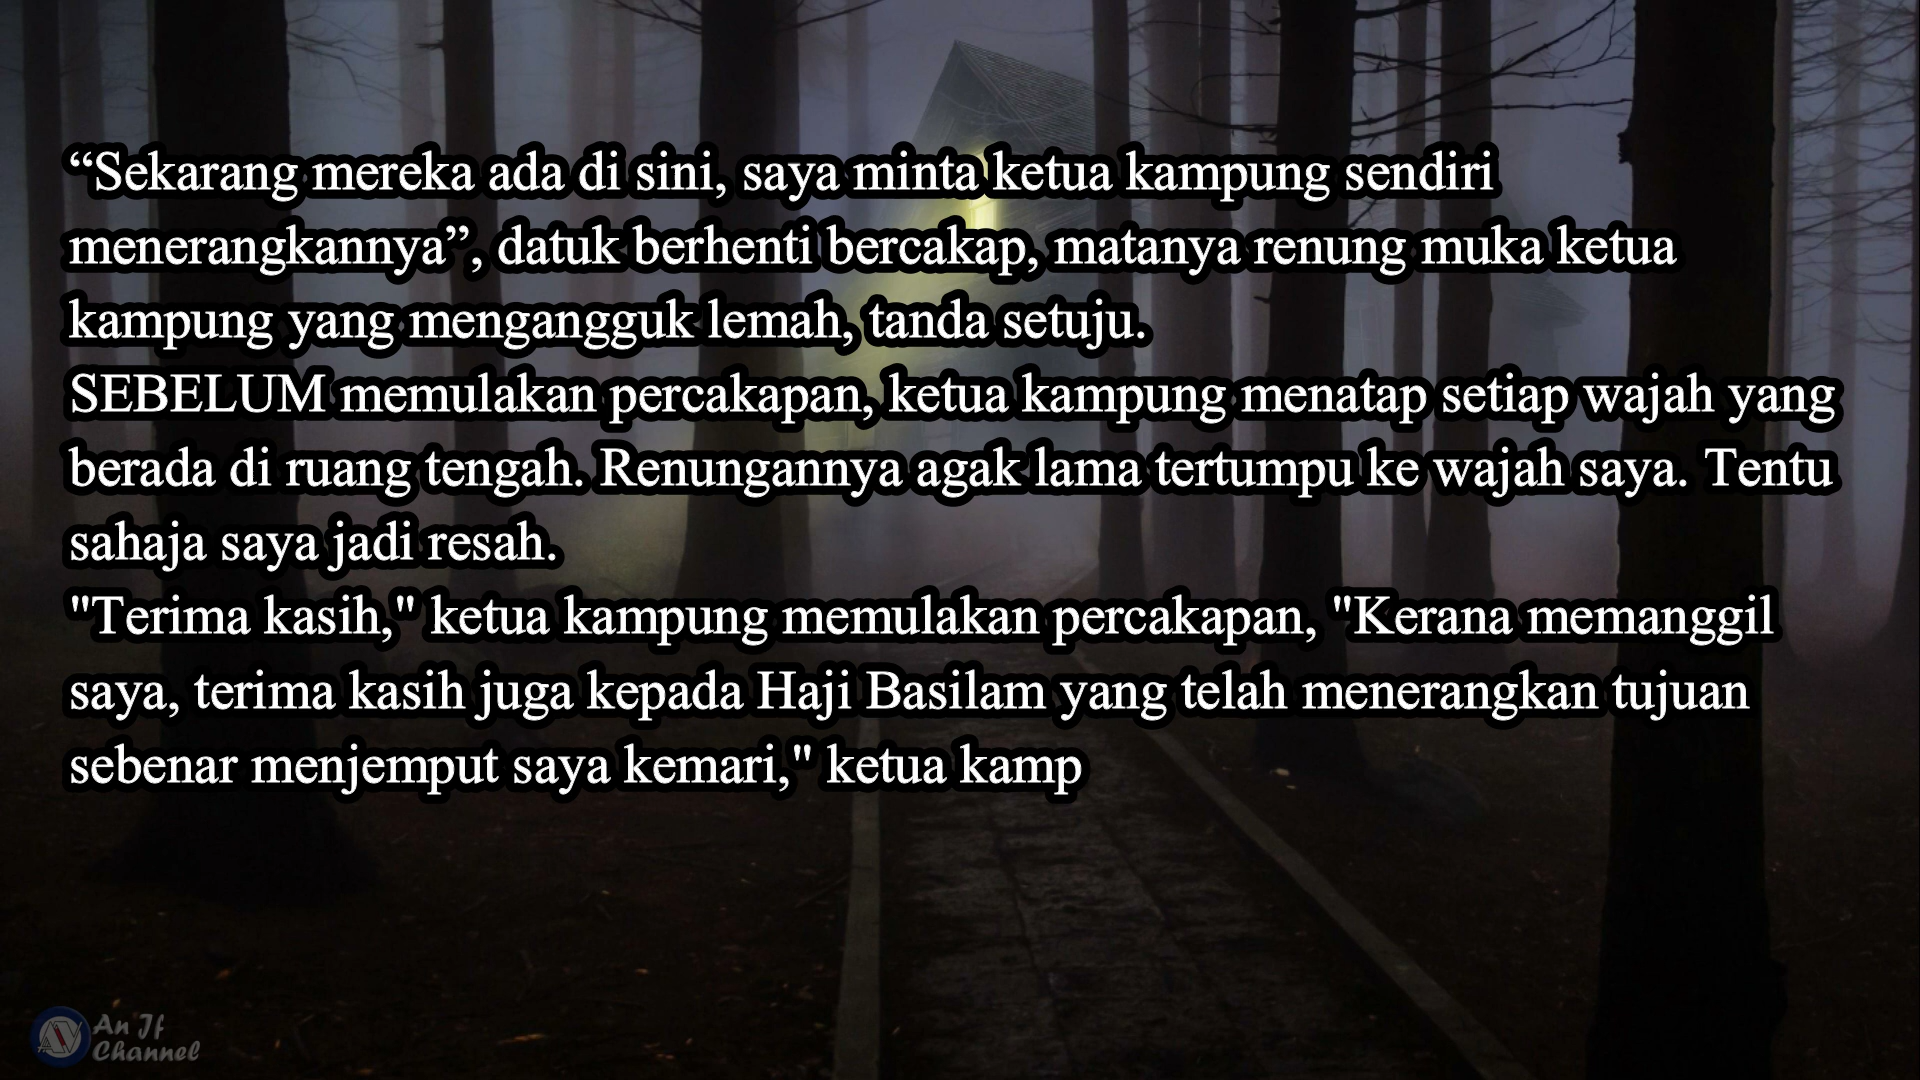 “Sekarang mereka ada di sini, saya minta ketua kampung sendiri
menerangkannya”, datuk berhenti bercakap, matanya renung muka ketua
kampung yang mengangguk lemah, tanda setuju.
SEBELUM memulakan percakapan, ketua kampung menatap setiap wajah yang
berada di ruang tengah. Renungannya agak lama tertumpu ke wajah saya. Tentu
sahaja saya jadi resah.
"Terima kasih," ketua kampung memulakan percakapan, "Kerana memanggil
saya, terima kasih juga kepada Haji Basilam yang telah menerangkan tujuan
sebenar menjemput saya kemari," ketua kamp
An Jf
Channel